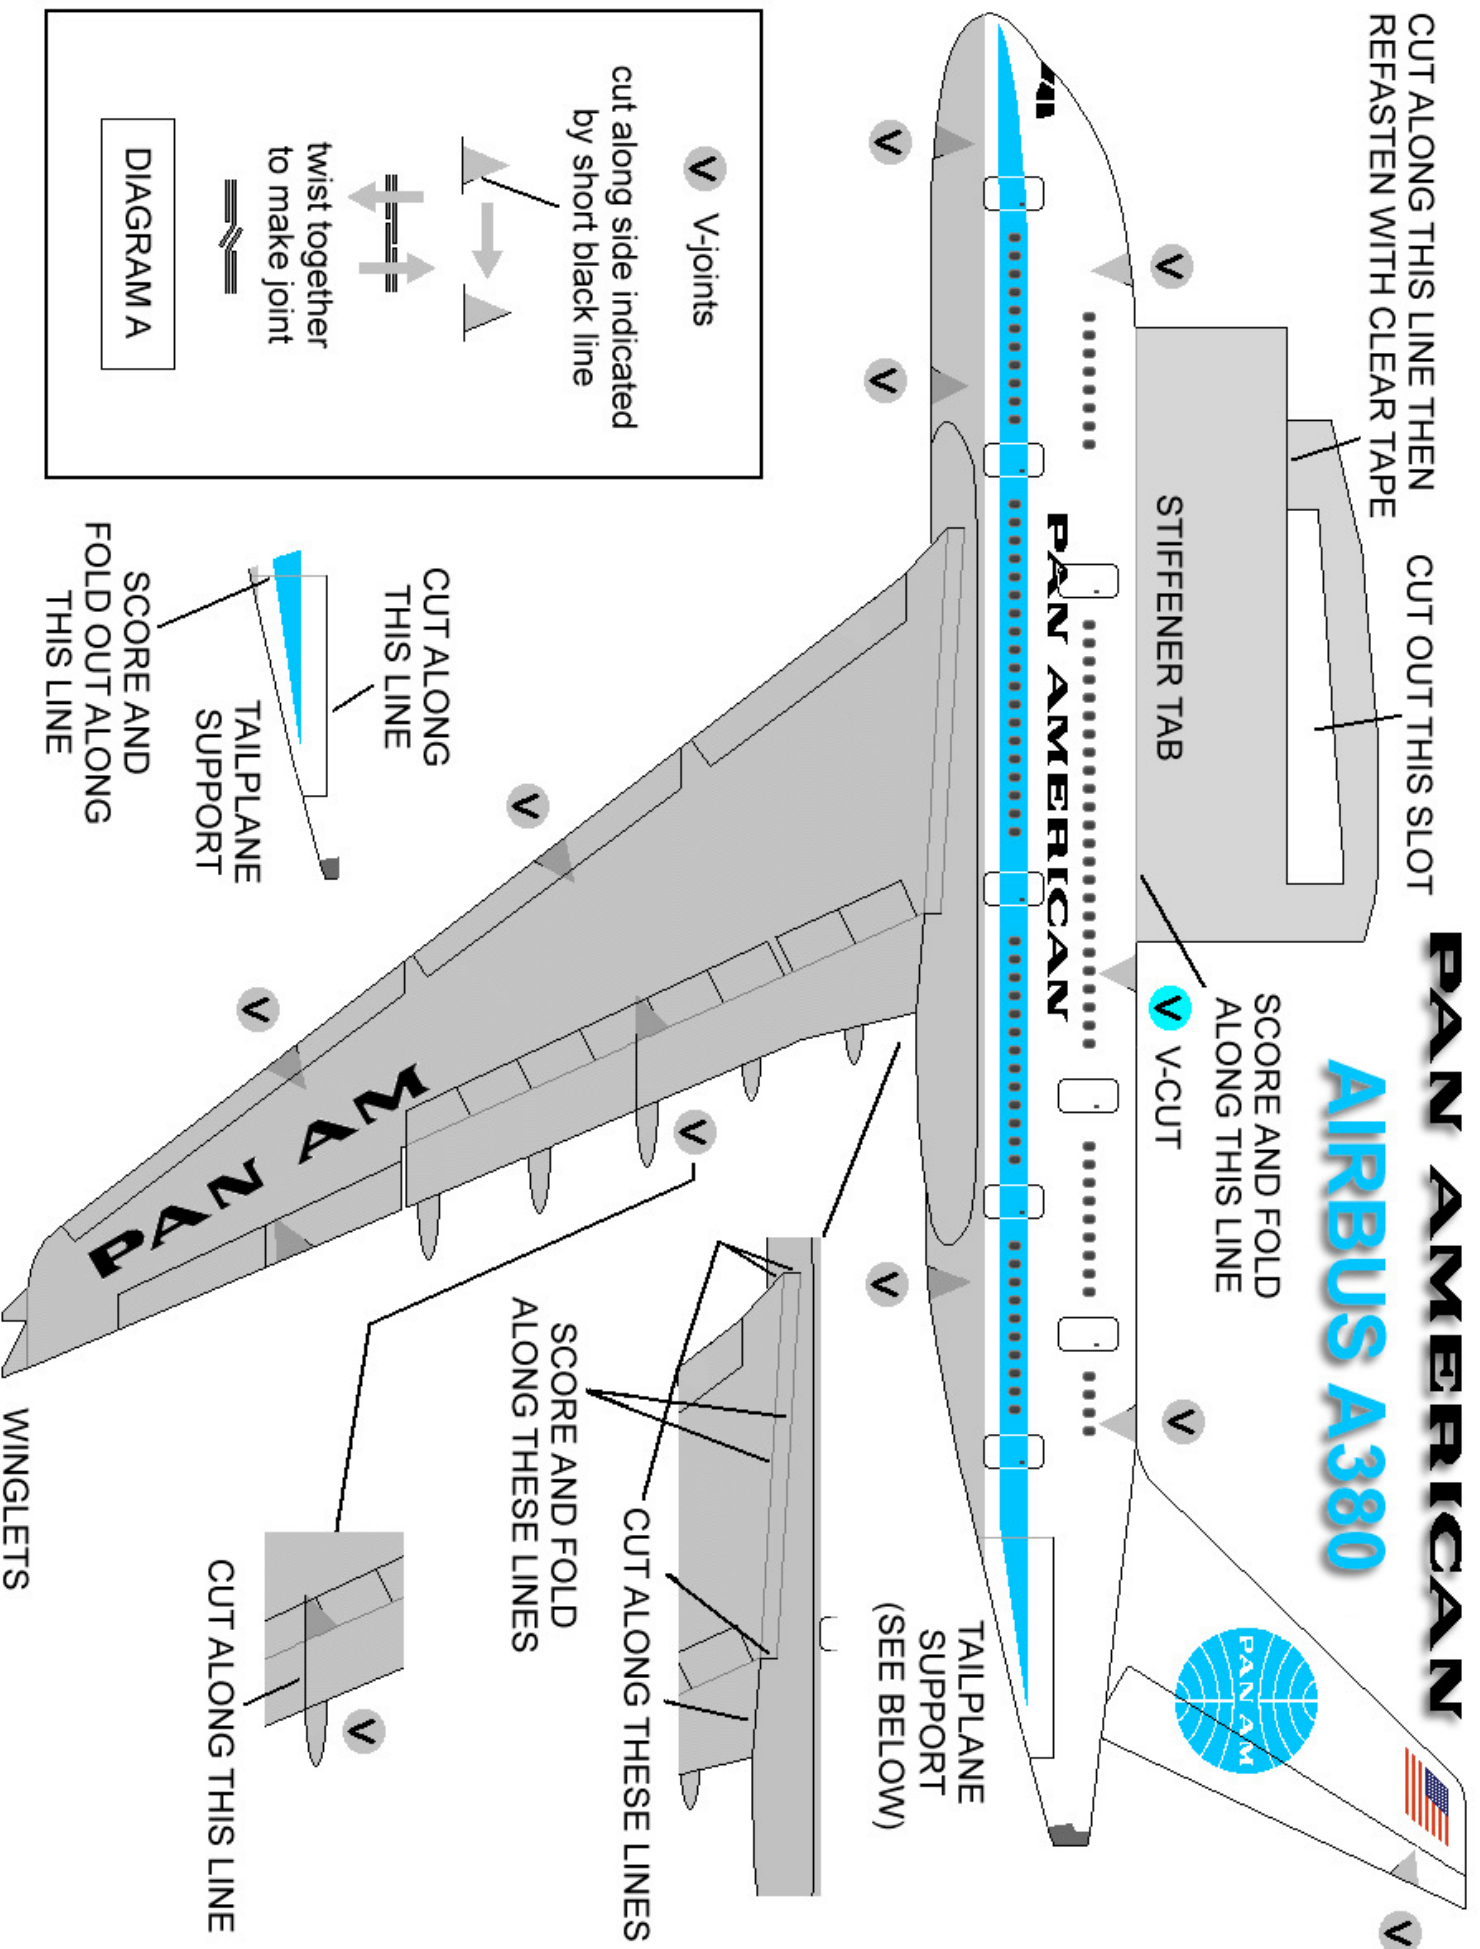 PAN AMERICAN
AIRBUS A380
CUT ALONG THIS LINE THEN
REFASTEN WITH CLEAR TAPE
CUT OUT THIS SLOT
STIFFENER TAB
SCORE AND FOLD
ALONG THIS LINE
V V-CUT
V
V
V
PAN AM
PAN AMERICAN
V
V
V
TAILPLANE
SUPPORT
(SEE BELOW)
V V-joints
cut along side indicated
by short black line
twist together
to make joint
DIAGRAM A
CUT ALONG
THIS LINE
TAILPLANE
SUPPORT
SCORE AND
FOLD OUT ALONG
THIS LINE
V
V
V
PAN AM
CUT ALONG THESE LINES
SCORE AND FOLD
ALONG THESE LINES
V
CUT ALONG THIS LINE
WINGLETS